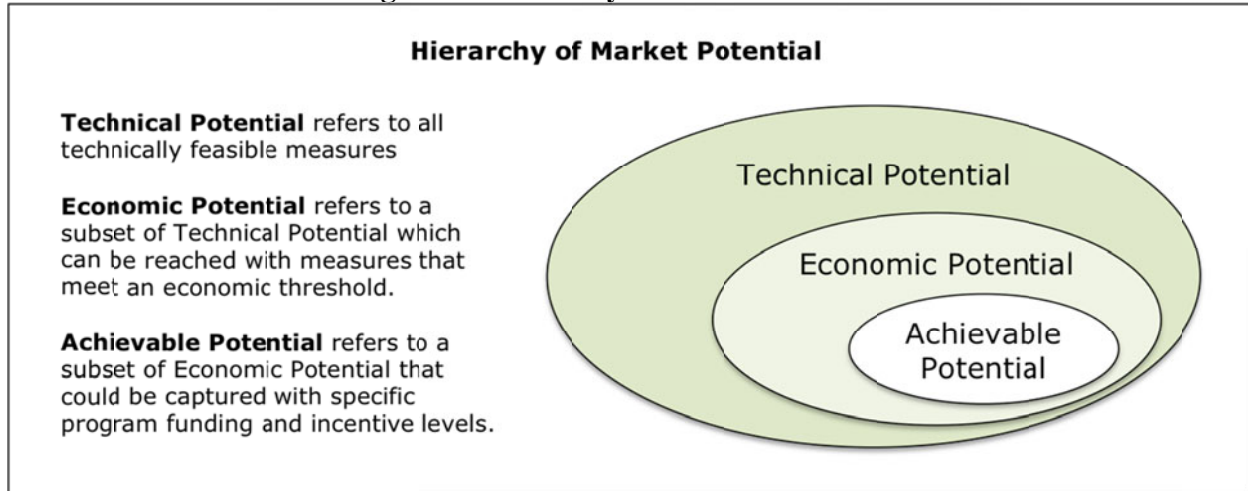 Hierarchy of Market Potential
Technical Potential refers to all
technically feasible measures
Economic Potential refers to a
subset of Technical Potential which
can be reached with measures that
meet an economic threshold.
Achievable Potential refers to a
subset of Economic Potential that
could be captured with specific
program funding and incentive levels.
Technical Potential
Economic Potential
Achievable
Potential